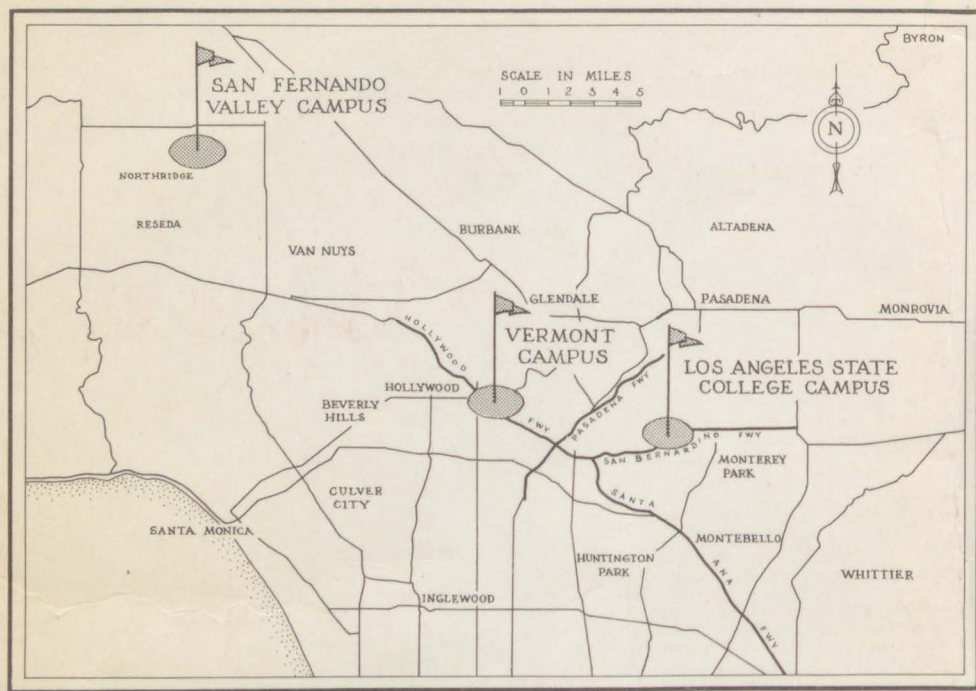 BYRON
SAN FERNANDO
VALLEY CAMPUS
SCALE IN MILES
1 0 1 2 3 4 5
N
NORTHRIDGE
RESEDA
VAN NUYS
BURBANK
ALTADENA
GLENDALE
PASADENA
MONROVIA
HOLLYWOOD
FWY
VERMONT
CAMPUS
LOS ANGELES STATE
COLLEGE CAMPUS
HOLLYWOOD
BEVERLY
HILLS
PASADENA FWY
SAN BERNARDINO FWY
MONTEREY
PARK
CULVER
CITY
SANTA ANA FWY
SANTA MONICA
HUNTINGTON
PARK
MONTEBELLO
WHITTIER
INGLEWOOD